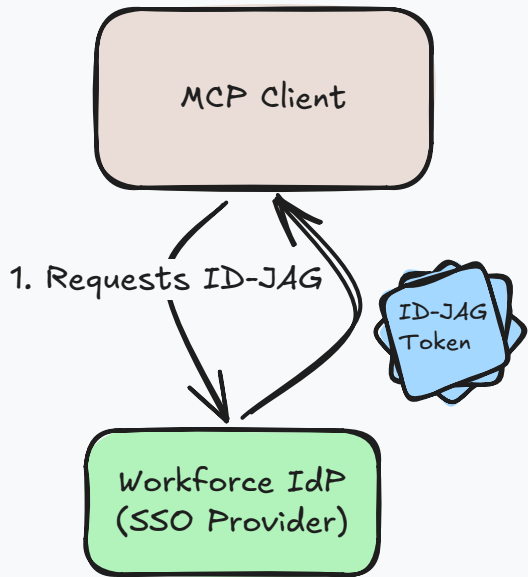 MCP Client
1. Requests ID-JAG
ID-JAG
Token
Workforce IdP
(SSO Provider)